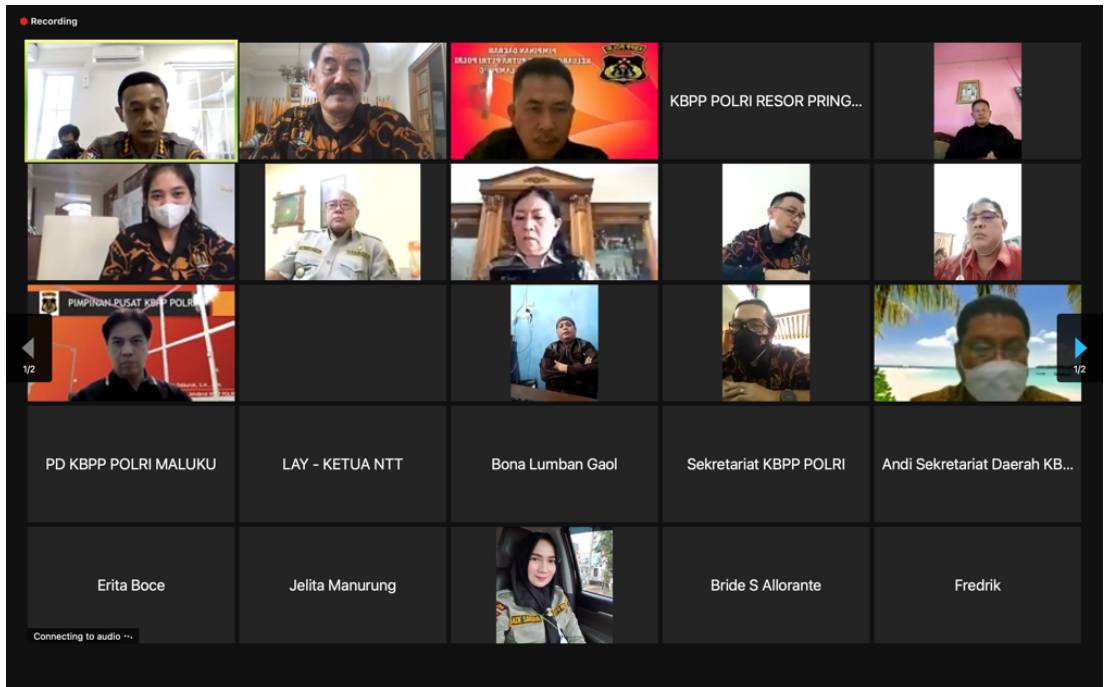 Recording
PIMPINAN DAERAH
KBPP POLRI RESOR PRING...
PIMPINAN PUSAT KBPP POLRI
1/2
1/2
PD KBPP POLRI MALUKU
LAY - KETUA NTT
Bona Lumban Gaol
Sekretariat KBPP POLRI
Andi Sekretariat Daerah KB...
Erita Boce
Jelita Manurung
Bride S Allorante
Fredrik
Connecting to audio ···